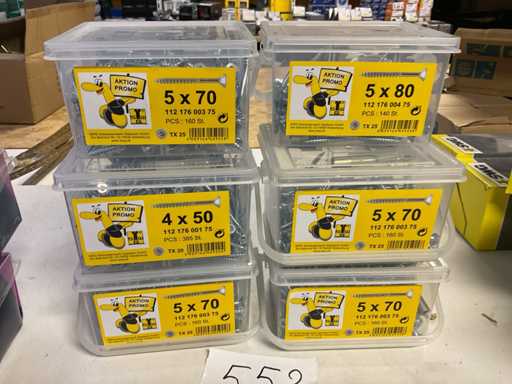 AKTION
PROMO
5 x 70
112 176 003 75
PCS : 160 St.
TX 25
AKTION
PROMO
5 x 80
112 176 004 75
PCS : 140 St.
TX 25
AKTION
PROMO
4 x 50
112 176 001 75
PCS : 385 St.
TX 20
AKTION
PROMO
5 x 70
112 176 003 75
PCS : 160 St.
TX 25
AKTION
PROMO
5 x 70
112 176 003 75
PCS : 160 St.
TX 25
AKTION
PROMO
5 x 70
112 176 003 75
PCS : 160 St.
TX 25
552